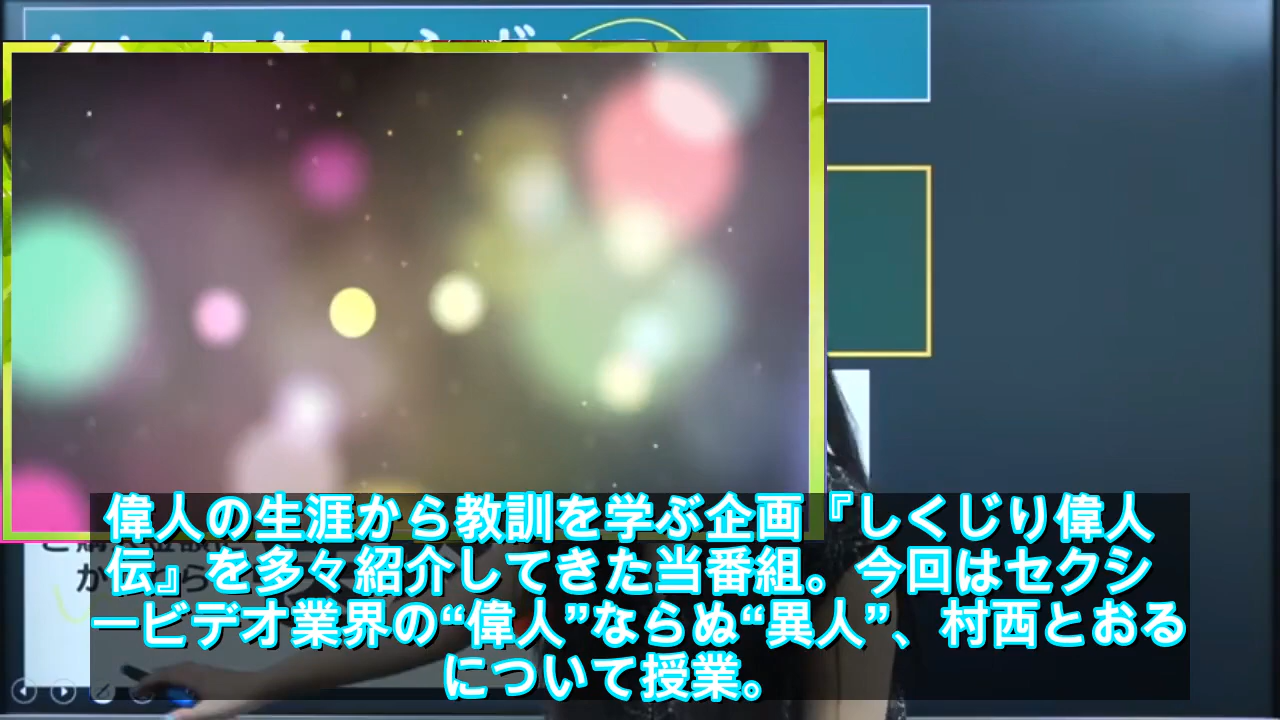 偉人の生涯から教訓を学ぶ企画『しくじり偉人
伝』を多々紹介してきた当番組。今回はセクシ
ービデオ業界の“偉人”ならぬ“異人”、村西とおる
について授業。